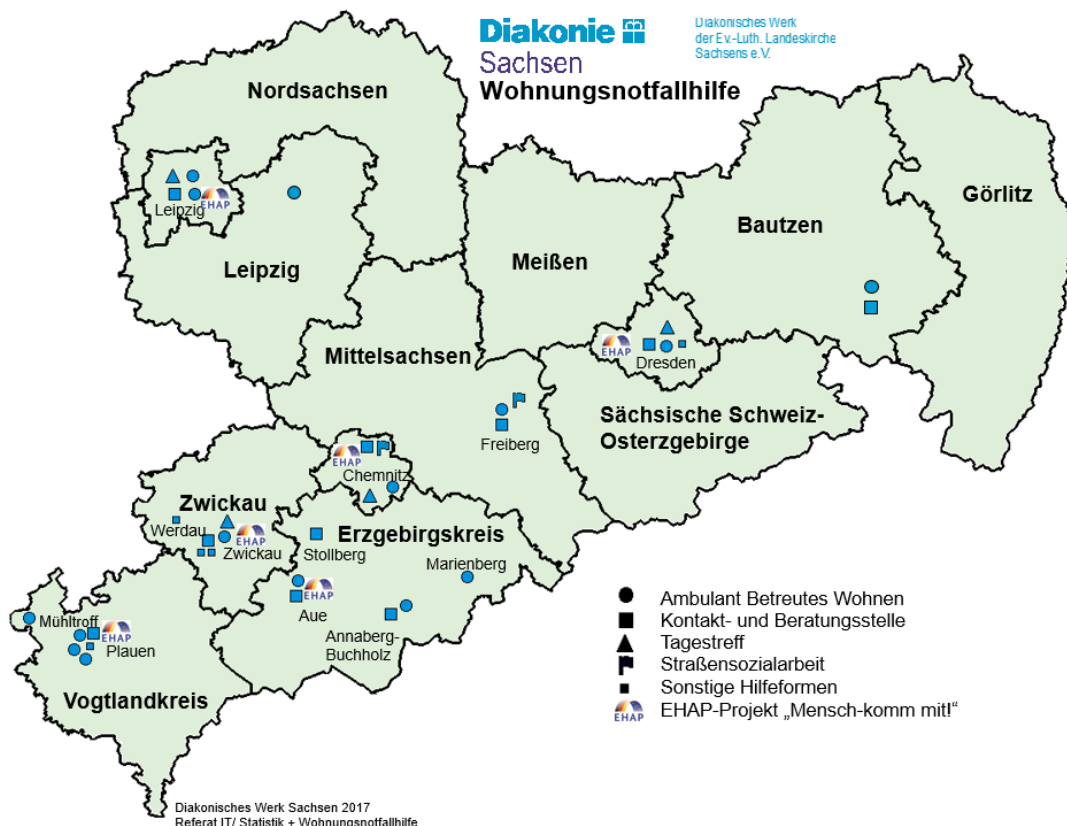 Diakonie
Sachsen
Wohnungsnotfallhilfe
Diakonisches Werk
der Ev.-Luth. Landeskirche
Sachsens e.V.
Nordsachsen
Görlitz
Bautzen
Leipzig
Leipzig
EHAP
Meißen
Mittelsachsen
EHAP
Dresden
Sächsische Schweiz-
Osterzgebirge
Freiberg
EHAP
Chemnitz
Zwickau
Werdau
EHAP
Zwickau
Erzgebirgskreis
Stollberg
Marienberg
EHAP
Aue
Annaberg-
Buchholz
Mühltroff
EHAP
Plauen
Vogtlandkreis
Ambulant Betreutes Wohnen
Kontakt- und Beratungsstelle
Tagestreff
Straßensozialarbeit
Sonstige Hilfeformen
EHAP
EHAP-Projekt „Mensch-komm mit!“
Diakonisches Werk Sachsen 2017
Referat IT/ Statistik + Wohnungsnotfallhilfe